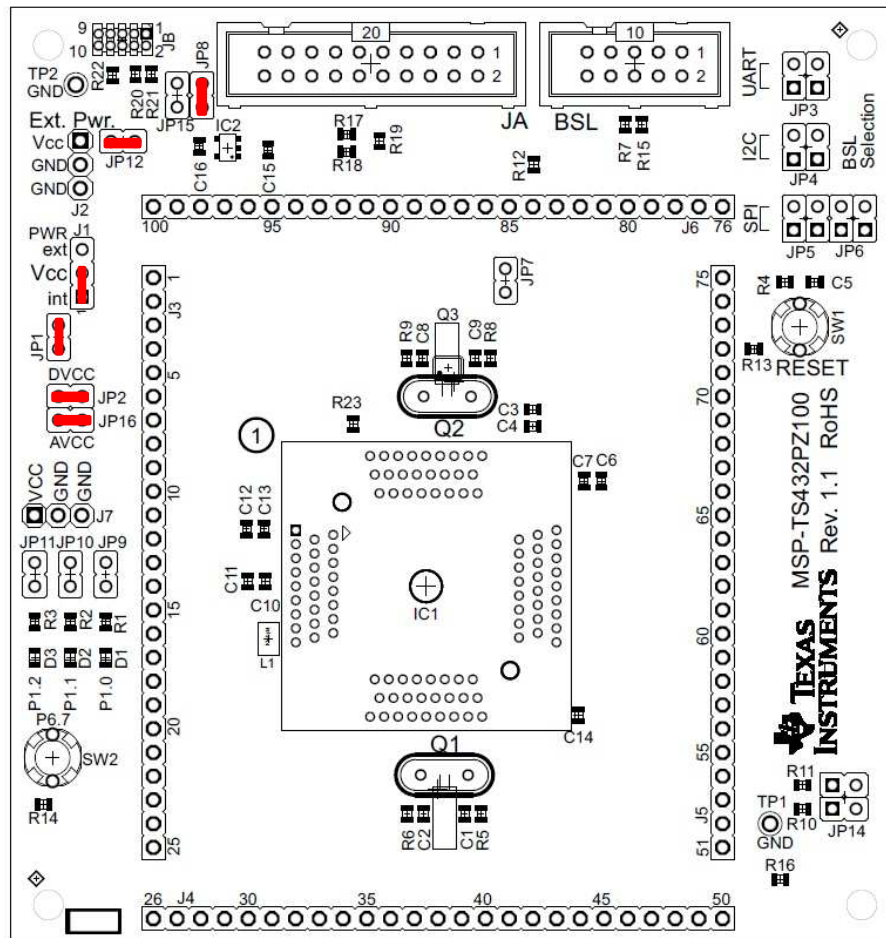 9 1
10 2
JB
TP2
GND
R22
R20
R21
JP15
JP8
20
1
2
JA
10
1
2
BSL
UART
JP3
I2C
JP4
BSL
Selection
SPI
JP5
JP6
Ext. Pwr.
Vcc
GND
GND
J2
JP12
C16
IC2
C15
R17
R18
R19
R12
R7
R15
100 95 90 85 80 J6 76
J1
PWR
ext
Vcc
int
1
JP1
DVCC
JP2
JP16
AVCC
VCC
GND
GND
J7
JP11
JP10
JP9
R3
R2
R1
D3
D2
D1
P1.2
P1.1
P1.0
P6.7
SW2
R14
1
J3
5
10
15
20
25
JP7
Q3
R9
C8
C9
R8
Q2
C3
C4
R23
1
C7
C6
C12
C13
C11
C10
L1
IC1
C14
Q1
R6
C2
C1
R5
75
70
65
60
55
J5
51
R4
C5
SW1
R13
RESET
MSP-TS432PZ100
Rev. 1.1 RoHS
TEXAS
INSTRUMENTS
R11
R10
JP14
TP1
GND
R16
26 J4 30 35 40 45 50